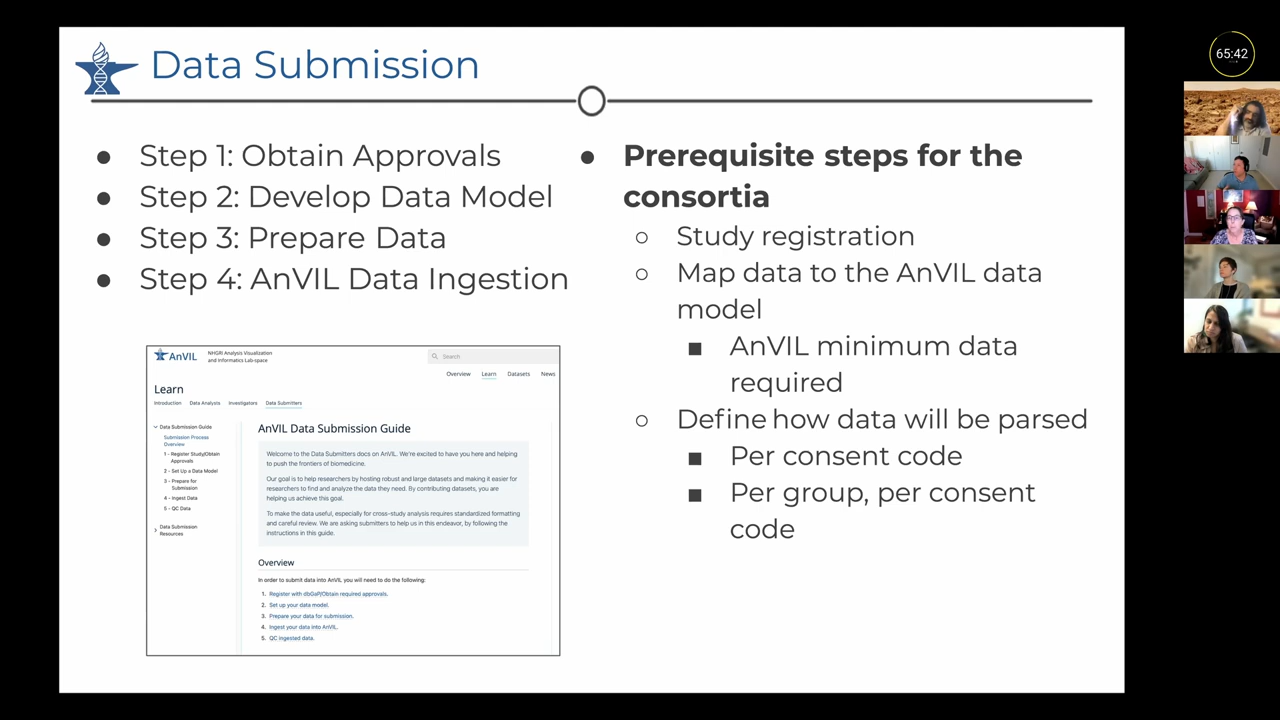 Data Submission
65:42
● Step 1: Obtain Approvals
● Step 2: Develop Data Model
● Step 3: Prepare Data
● Step 4: AnVIL Data Ingestion
● Prerequisite steps for the
consortia
○ Study registration
○ Map data to the AnVIL data
model
■ AnVIL minimum data
required
○ Define how data will be parsed
■ Per consent code
■ Per group, per consent
code
AnVIL
NHGRI Analysis Visualization
and Informatics Lab-space
Search
Overview Learn Datasets News
Learn
Introduction Data Analysts Investigators Data Submitters
Data Submission Guide
Submission Process
Overview
1 - Register Study/Obtain
Approvals
2 - Set Up a Data Model
3 - Prepare for
Submission
4 - Ingest Data
5 - QC Data
Data Submission
Resources
AnVIL Data Submission Guide
Welcome to the Data Submitters docs on AnVIL. We're excited to have you here and helping
to push the frontiers of biomedicine.
Our goal is to help researchers by hosting robust and large datasets and making it easier for
researchers to find and analyze the data they need. By contributing datasets, you are
helping us achieve this goal.
To make the data useful, especially for cross-study analysis requires standardized formatting
and careful review. We are asking submitters to help us in this endeavor, by following the
instructions in this guide.
Overview
In order to submit data into AnVIL you will need to do the following:
1. Register with dbGaP/Obtain required approvals.
2. Set up your data model.
3. Prepare your data for submission.
4. Ingest your data into AnVIL.
5. QC ingested data.